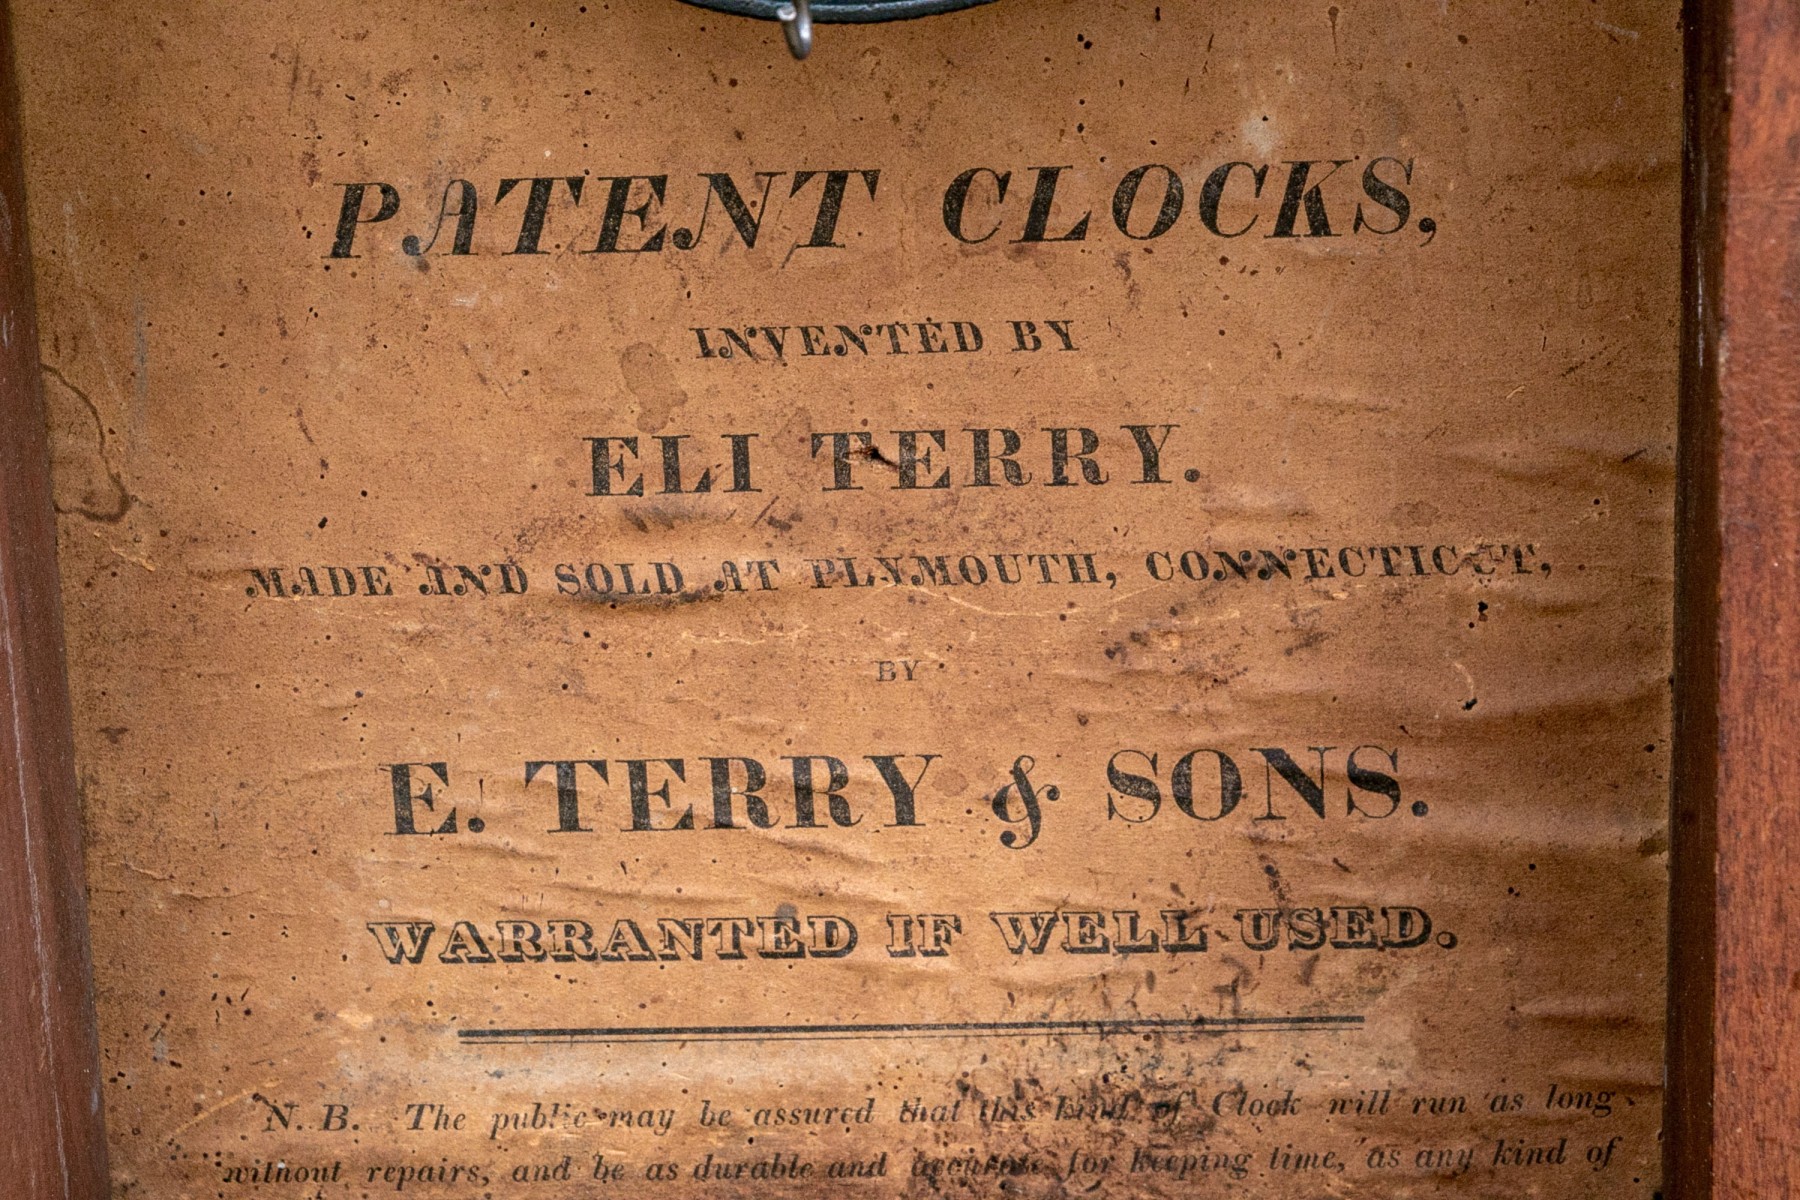 PATENT CLOCKS,
INVENTED BY
ELI TERRY.
MADE AND SOLD AT PLYMOUTH, CONNECTICUT,
BY
E. TERRY & SONS.
WARRANTED IF WELL USED.
N. B. The public may be assured that this kind of Clock will run as long
without repairs, and be as durable and accurate for keeping time, as any kind of